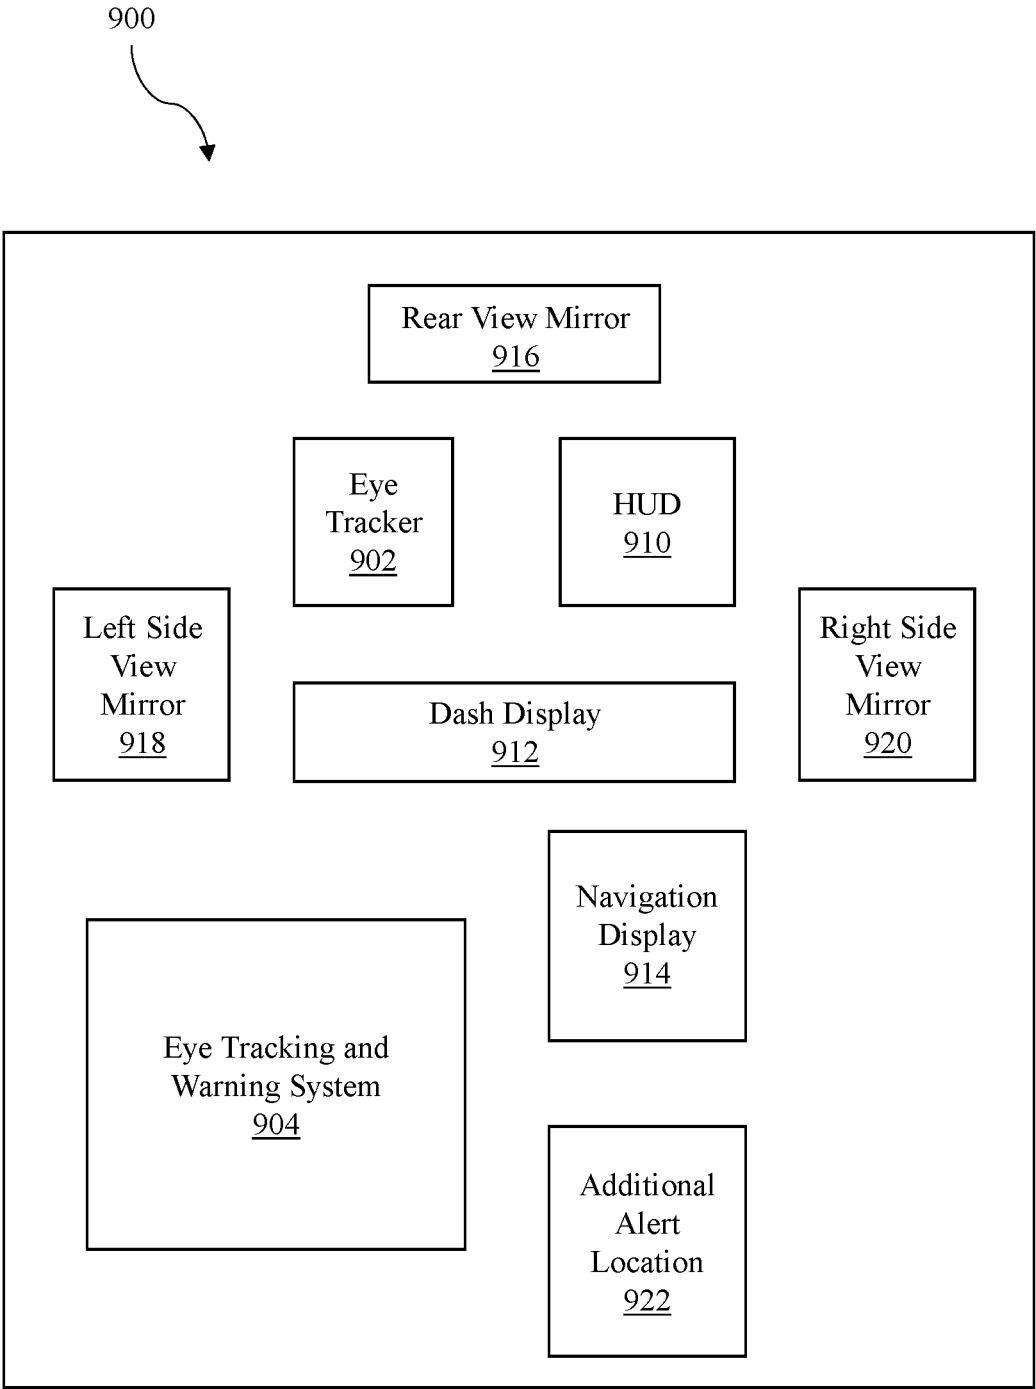 900
Rear View Mirror
916
Eye
Tracker
902
HUD
910
Left Side
View
Mirror
918
Dash Display
912
Right Side
View
Mirror
920
Navigation
Display
914
Eye Tracking and
Warning System
904
Additional
Alert
Location
922